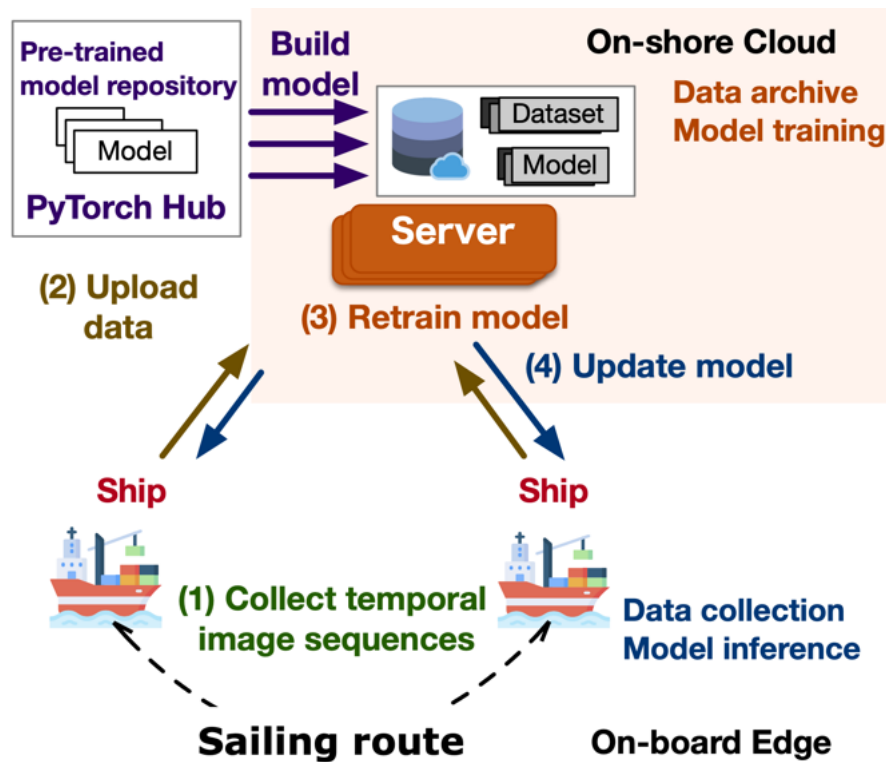 Pre-trained
model repository
Model
PyTorch Hub
Build
model
On-shore Cloud
Data archive
Model training
Dataset
Model
Server
(2) Upload
data
(3) Retrain model
(4) Update model
Ship
Ship
(1) Collect temporal
image sequences
Data collection
Model inference
Sailing route
On-board Edge